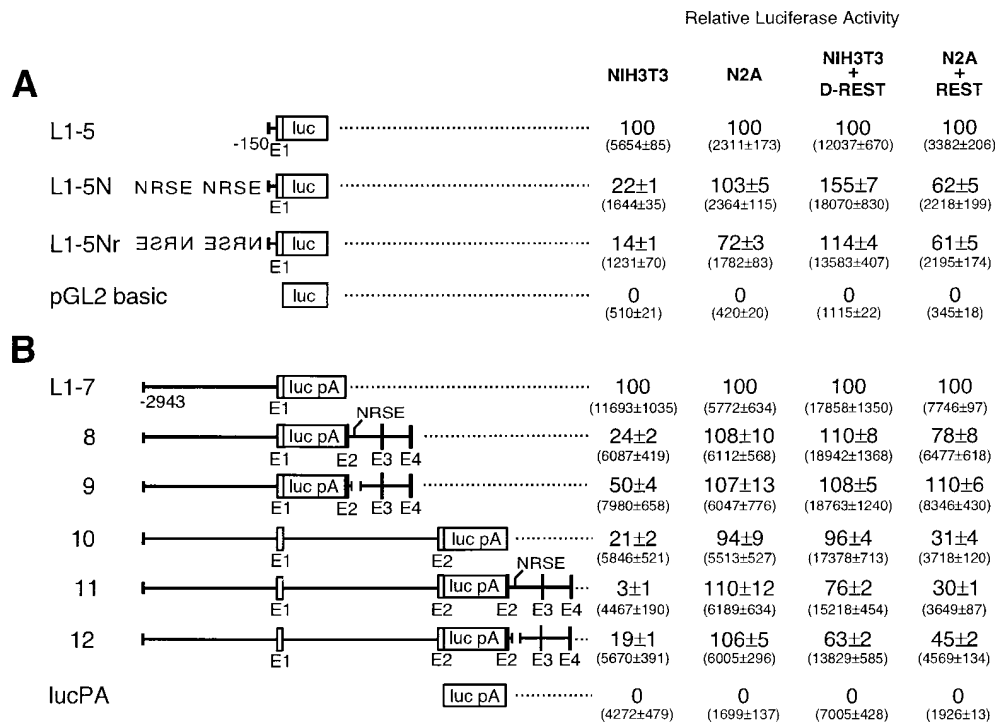 Relative Luciferase Activity
NIH3T3 N2A NIH3T3 + D-REST N2A + REST
A
L1-5 -150 E1 luc 100 100 100 100
(5654±85) (2311±173) (12037±670) (3382±206)
L1-5N NRSE NRSE E1 luc 22±1 103±5 155±7 62±5
(1644±35) (2364±115) (18070±830) (2218±199)
L1-5Nr NRSE NRSE E1 luc 14±1 72±3 114±4 61±5
(1231±70) (1782±83) (13583±407) (2195±174)
pGL2 basic luc 0 0 0 0
(510±21) (420±20) (1115±22) (345±18)
B
L1-7 -2943 E1 luc pA 100 100 100 100
(11693±1035) (5772±634) (17858±1350) (7746±97)
NRSE
8 E1 luc pA E2 E3 E4 24±2 108±10 110±8 78±8
(6087±419) (6112±568) (18942±1368) (6477±618)
9 E1 luc pA E2 E3 E4 50±4 107±13 108±5 110±6
(7980±658) (6047±776) (18763±1240) (8346±430)
10 E1 E2 luc pA 21±2 94±9 96±4 31±4
(5846±521) (5513±527) (17378±713) (3718±120)
NRSE
11 E1 E2 luc pA E2 E3 E4 3±1 110±12 76±2 30±1
(4467±190) (6189±634) (15218±454) (3649±87)
12 E1 E2 luc pA E2 E3 E4 19±1 106±5 63±2 45±2
(5670±391) (6005±296) (13829±585) (4569±134)
lucPA luc pA 0 0 0 0
(4272±479) (1699±137) (7005±428) (1926±13)